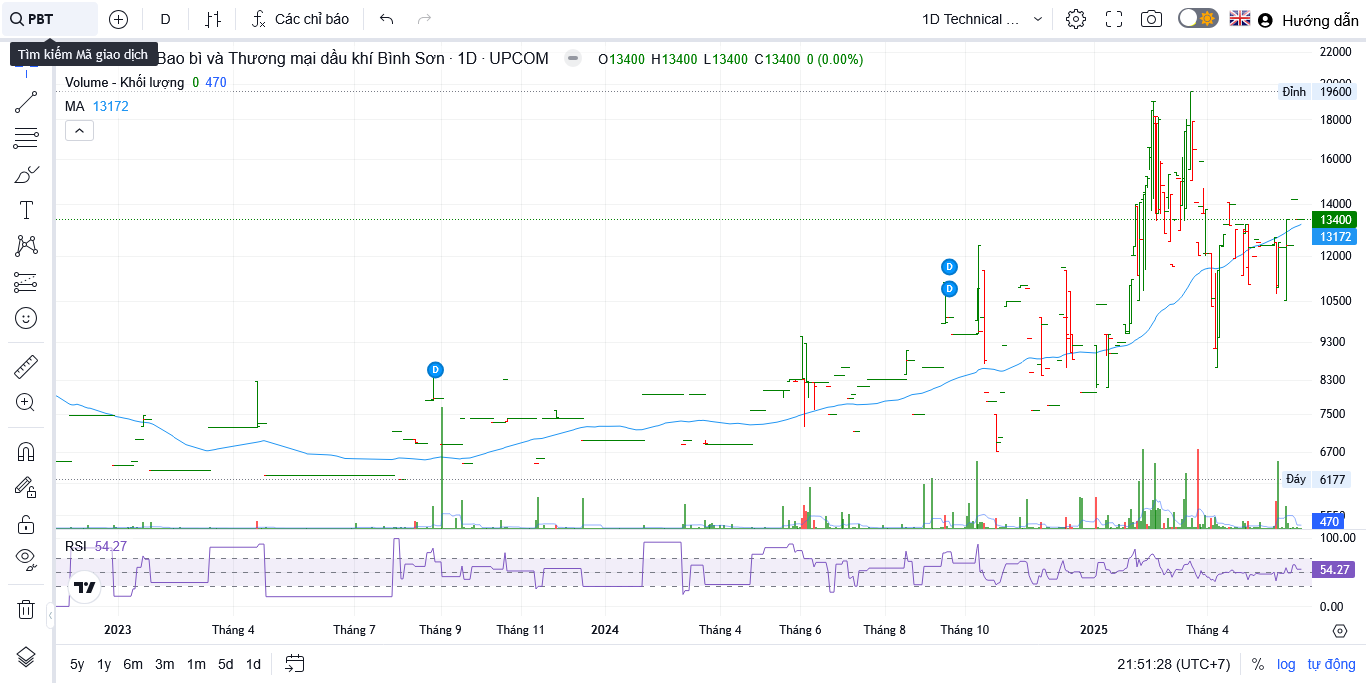 PBT D Các chỉ báo 1D Technical ... Hướng dẫn
Tìm kiếm Mã giao dịch
Bao bì và Thương mại dầu khí Bình Sơn · 1D · UPCOM O13400 H13400 L13400 C13400 0 (0.00%)
Volume - Khối lượng 0 470
MA 13172
22000
20000
Đỉnh 19600
18000
16000
14000
13400
13172
12000
10500
9300
8300
7500
6700
Đáy 6177
5550
470
D
D
D
RSI 54.27
100.00
54.27
0.00
2023 Tháng 4 Tháng 7 Tháng 9 Tháng 11 2024 Tháng 4 Tháng 6 Tháng 8 Tháng 10 2025 Tháng 4
5y 1y 6m 3m 1m 5d 1d 21:51:28 (UTC+7) % log tự động